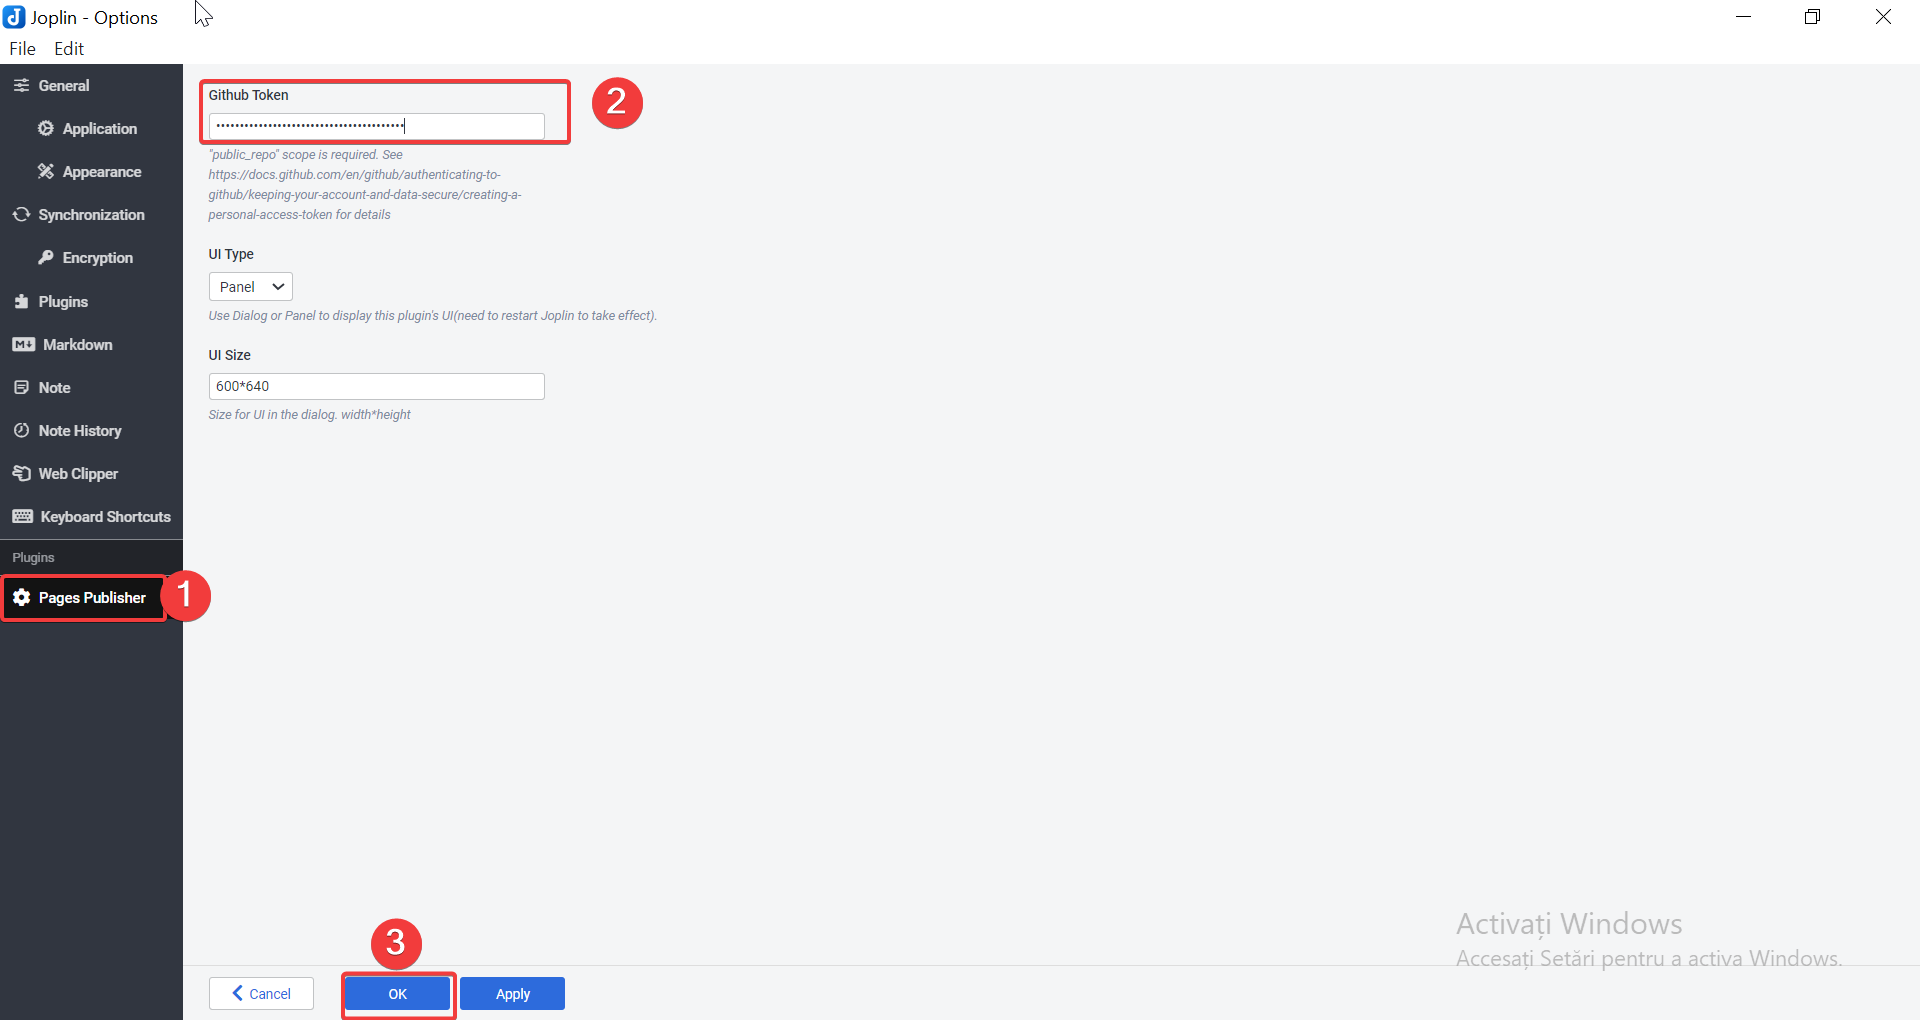 Joplin - Options
File Edit
General
Application
Appearance
Synchronization
Encryption
Plugins
Markdown
Note
Note History
Web Clipper
Keyboard Shortcuts
Plugins
Pages Publisher
1
Github Token
2
"public_repo" scope is required. See
https://docs.github.com/en/github/authenticating-to-
github/keeping-your-account-and-data-secure/creating-a-
personal-access-token for details
UI Type
Panel
Use Dialog or Panel to display this plugin's UI(need to restart Joplin to take effect).
UI Size
600*640
Size for UI in the dialog. width*height
3
Cancel
OK
Apply
Activați Windows
Accesați Setări pentru a activa Windows.